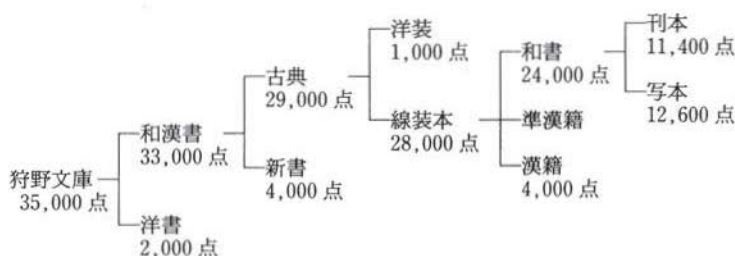 狩野文庫
35,000 点
和漢書
33,000 点
洋書
2,000 点
古典
29,000 点
新書
4,000 点
洋装
1,000 点
線装本
28,000 点
和書
24,000 点
準漢籍
漢籍
4,000 点
刊本
11,400 点
写本
12,600 点